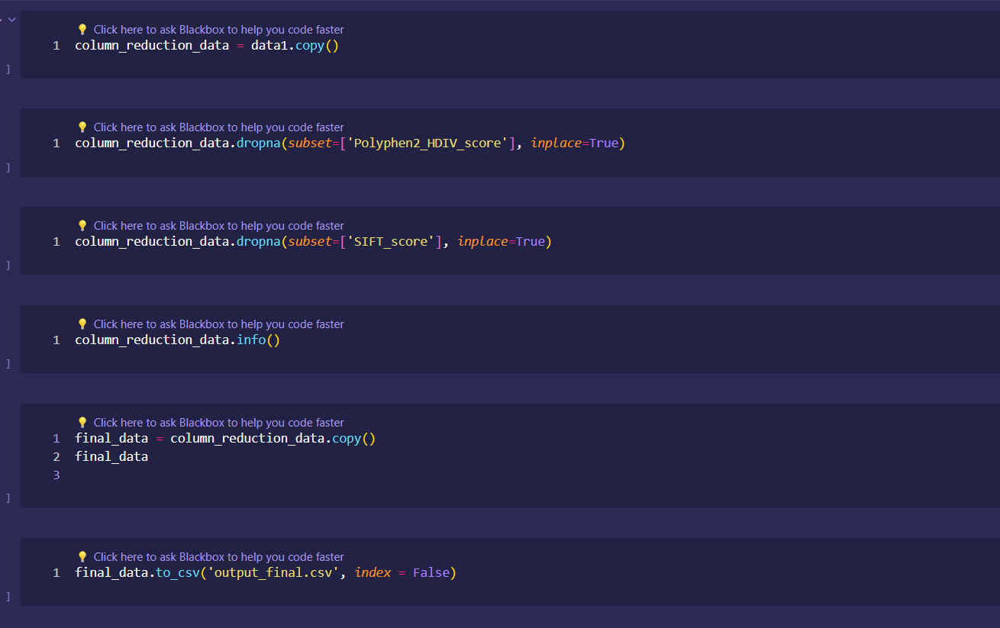 💡 Click here to ask Blackbox to help you code faster
1 column_reduction_data = data1.copy()
]
💡 Click here to ask Blackbox to help you code faster
1 column_reduction_data.dropna(subset=['Polyphen2_HDIV_score'], inplace=True)
]
💡 Click here to ask Blackbox to help you code faster
1 column_reduction_data.dropna(subset=['SIFT_score'], inplace=True)
]
💡 Click here to ask Blackbox to help you code faster
1 column_reduction_data.info()
]
💡 Click here to ask Blackbox to help you code faster
1 final_data = column_reduction_data.copy()
2 final_data
3
]
💡 Click here to ask Blackbox to help you code faster
1 final_data.to_csv('output_final.csv', index = False)
]